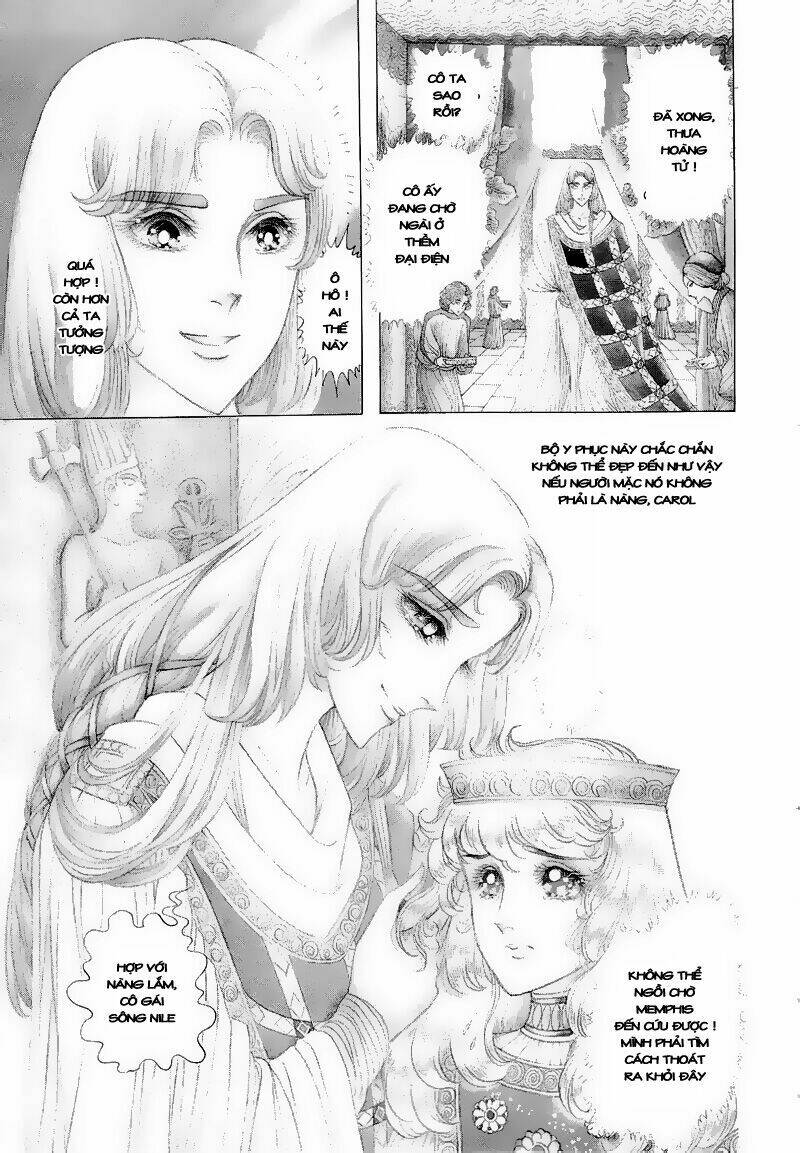 CÔ TA
SAO
RỒI?
ĐÃ XONG,
THƯA
HOÀNG
TỬ !
CÔ ẤY
ĐANG CHỜ
NGÀI Ở
THỀM
ĐẠI ĐIỆN
Ô
HÔ !
AI
THẾ
NÀY
QUÁ
HỢP !
CÒN HƠN
CẢ TA
TƯỞNG
TƯỢNG
BỘ Y PHỤC NÀY CHẮC CHẮN
KHÔNG THỂ ĐẸP ĐẾN NHƯ VẬY
NẾU NGƯỜI MẶC NÓ KHÔNG
PHẢI LÀ NÀNG, CAROL
HỢP VỚI
NÀNG LẮM,
CÔ GÁI
SÔNG NILE
KHÔNG THỂ
NGỒI CHỜ
MEMPHIS
ĐẾN CỨU ĐƯỢC !
MÌNH PHẢI TÌM
CÁCH THOÁT
RA KHỎI ĐÂY